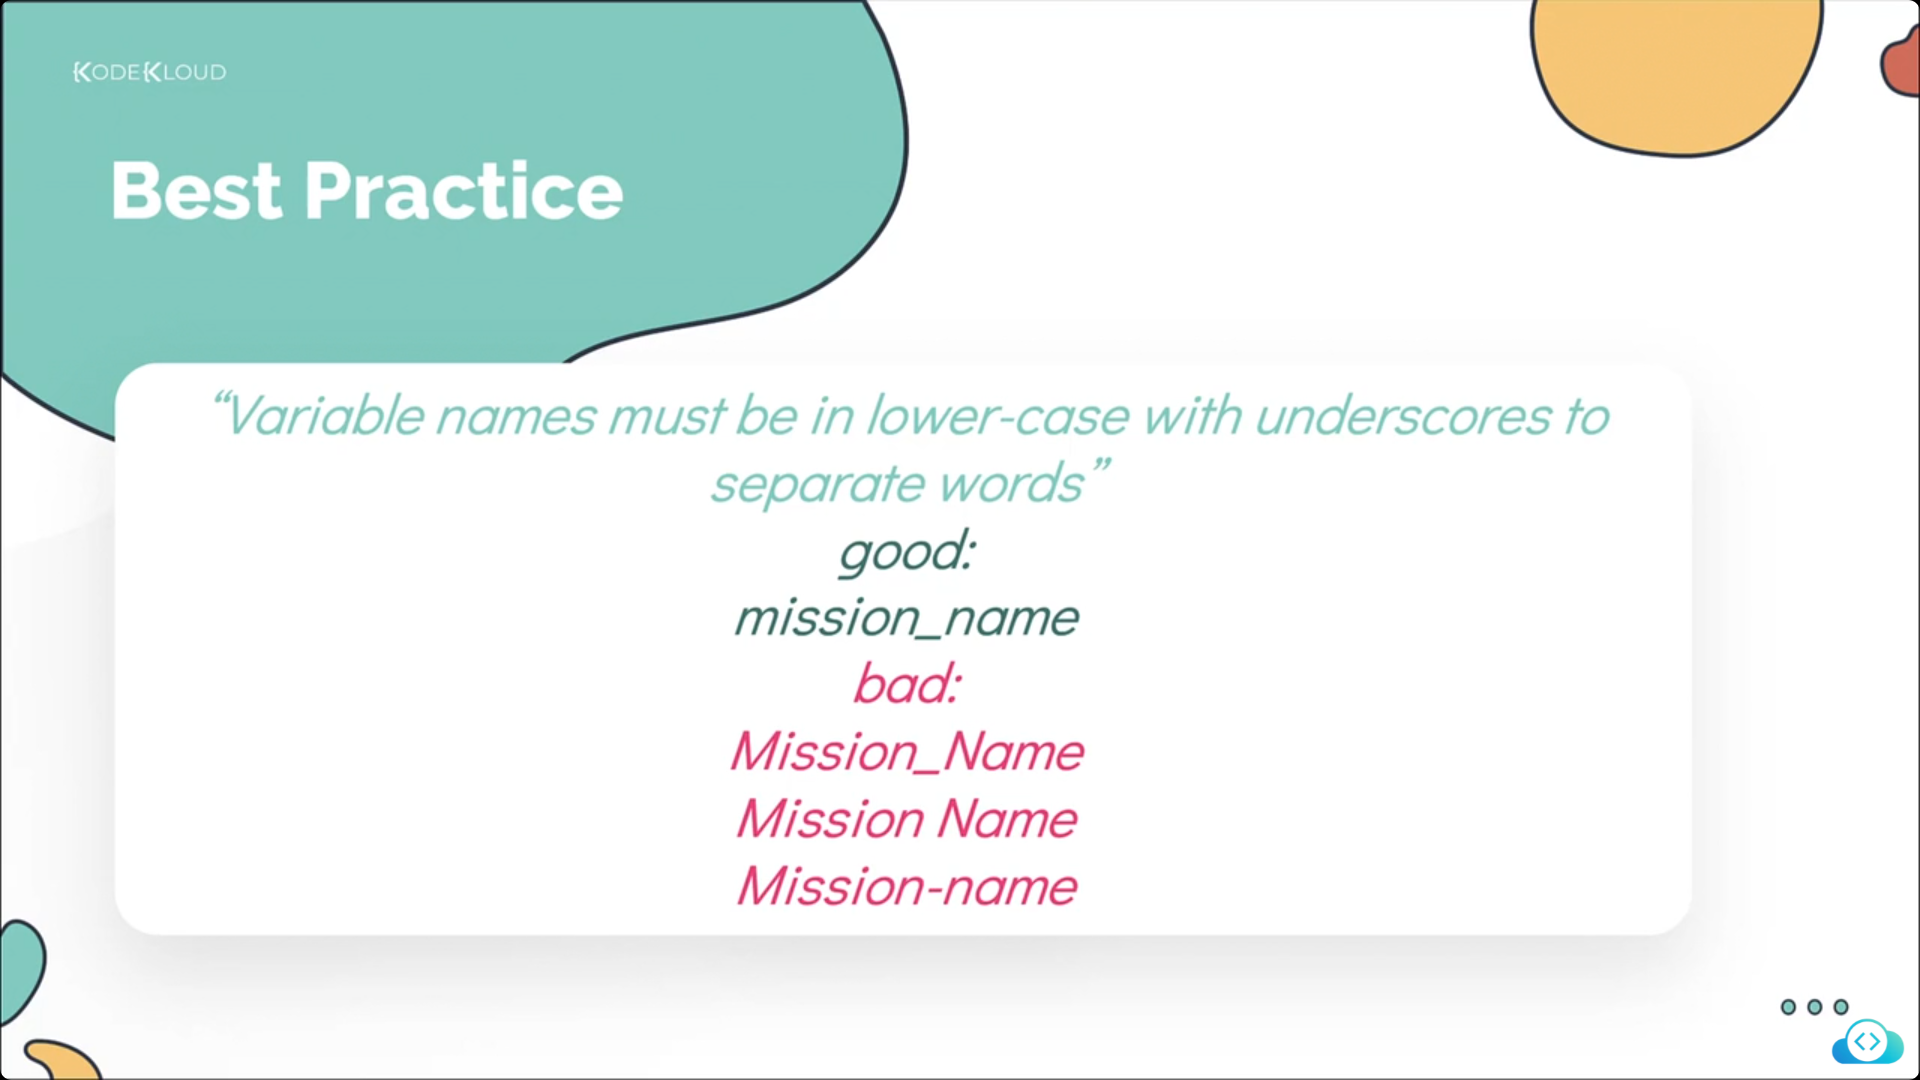 KODEKLOUD
Best Practice
“Variable names must be in lower-case with underscores to
separate words”
good:
mission_name
bad:
Mission_Name
Mission Name
Mission-name